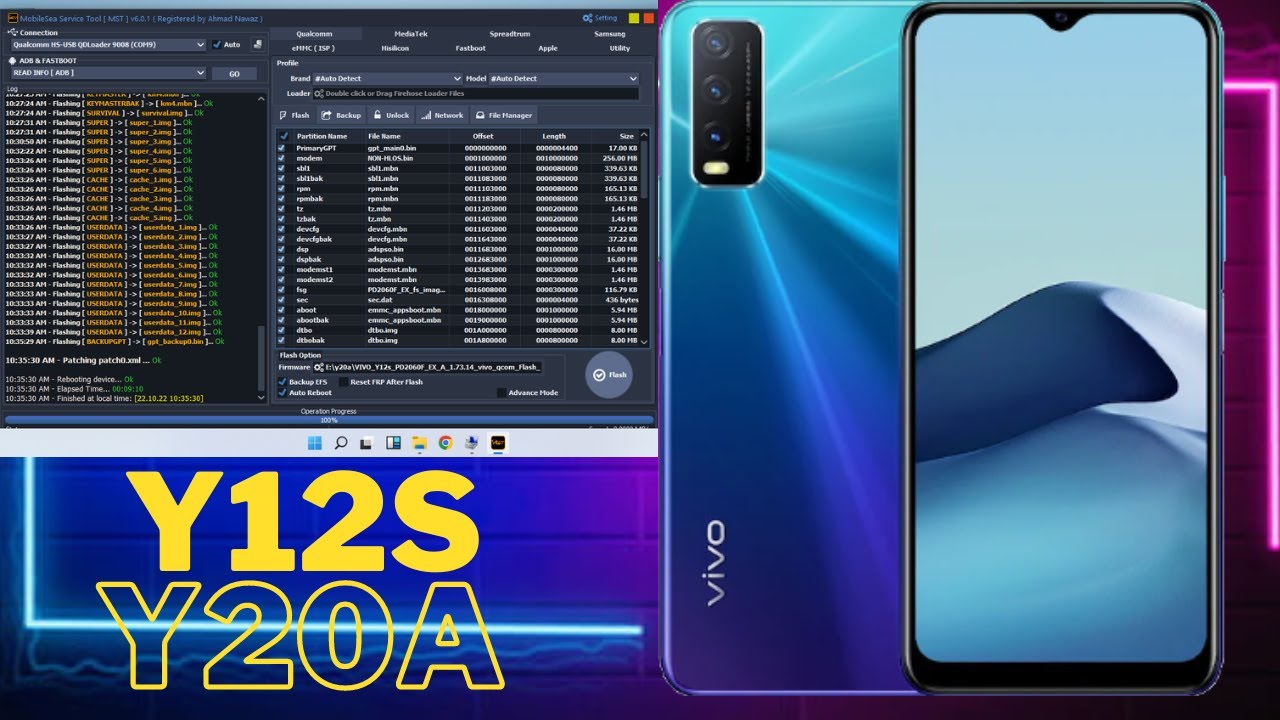 MobileSea Service Tool [ MST ] v6.0.1 ( Registered by Ahmad Nawaz )
Setting
Connection
Qualcomm HS-USB QDLoader 9008 (COM9)
Auto
ADB & FASTBOOT
READ INFO [ ADB ]
GO
Log
10:27:23 AM - Flashing [ KEYMASTERBAK ] -> [ km4.mbn ]... Ok
10:27:24 AM - Flashing [ SURVIVAL ] -> [ survival.img ]... Ok
10:27:31 AM - Flashing [ SUPER ] -> [ super_1.img ]... Ok
10:27:31 AM - Flashing [ SUPER ] -> [ super_2.img ]... Ok
10:30:50 AM - Flashing [ SUPER ] -> [ super_3.img ]... Ok
10:32:22 AM - Flashing [ SUPER ] -> [ super_4.img ]... Ok
10:33:26 AM - Flashing [ SUPER ] -> [ super_5.img ]... Ok
10:33:26 AM - Flashing [ SUPER ] -> [ super_6.img ]... Ok
10:33:26 AM - Flashing [ CACHE ] -> [ cache_1.img ]... Ok
10:33:26 AM - Flashing [ CACHE ] -> [ cache_2.img ]... Ok
10:33:26 AM - Flashing [ CACHE ] -> [ cache_3.img ]... Ok
10:33:26 AM - Flashing [ CACHE ] -> [ cache_4.img ]... Ok
10:33:26 AM - Flashing [ CACHE ] -> [ cache_5.img ]... Ok
10:33:26 AM - Flashing [ USERDATA ] -> [ userdata_1.img ]... Ok
10:33:27 AM - Flashing [ USERDATA ] -> [ userdata_2.img ]... Ok
10:33:27 AM - Flashing [ USERDATA ] -> [ userdata_3.img ]... Ok
10:33:32 AM - Flashing [ USERDATA ] -> [ userdata_4.img ]... Ok
10:33:32 AM - Flashing [ USERDATA ] -> [ userdata_5.img ]... Ok
10:33:32 AM - Flashing [ USERDATA ] -> [ userdata_6.img ]... Ok
10:33:33 AM - Flashing [ USERDATA ] -> [ userdata_7.img ]... Ok
10:33:33 AM - Flashing [ USERDATA ] -> [ userdata_8.img ]... Ok
10:33:33 AM - Flashing [ USERDATA ] -> [ userdata_9.img ]... Ok
10:33:33 AM - Flashing [ USERDATA ] -> [ userdata_10.img ]... Ok
10:33:33 AM - Flashing [ USERDATA ] -> [ userdata_11.img ]... Ok
10:33:39 AM - Flashing [ USERDATA ] -> [ userdata_12.img ]... Ok
10:35:29 AM - Flashing [ BACKUPGPT ] -> [ gpt_backup0.bin ]... Ok
10:35:30 AM - Patching patch0.xml ... Ok
10:35:30 AM - Rebooting device... Ok
10:35:30 AM - Elapsed Time... 00:09:10
10:35:30 AM - Finished at local time: [22.10.22 10:35:30]
Qualcomm MediaTek Spreadtrum Samsung
eMMC ( ISP ) Hisilicon Fastboot Apple Utility
Profile
Brand #Auto Detect Model #Auto Detect
Loader Double click or Drag Firehose Loader Files
Flash Backup Unlock Network File Manager
Partition Name File Name Offset Length Size
PrimaryGPT gpt_main0.bin 0000000000 0000004400 17.00 KB
modem NON-HLOS.bin 0001000000 0010000000 256.00 MB
sbl1 sbl1.mbn 0011003000 0000080000 339.63 KB
sbl1bak sbl1.mbn 0011083000 0000080000 339.63 KB
rpm rpm.mbn 0011103000 0000080000 165.13 KB
rpmbak rpm.mbn 0011183000 0000080000 165.13 KB
tz tz.mbn 0011203000 0000200000 1.46 MB
tzbak tz.mbn 0011403000 0000200000 1.46 MB
devcfg devcfg.mbn 0011603000 0000040000 37.22 KB
devcfgbak devcfg.mbn 0011643000 0000040000 37.22 KB
dsp adspso.bin 0011683000 0001000000 16.00 MB
dspbak adspso.bin 0012683000 0001000000 16.00 MB
modemst1 modemst1.mbn 0013683000 0000300000 1.46 MB
modemst2 modemst2.mbn 0013983000 0000300000 1.46 MB
fsg PD2060F_EX_fs_imag... 0016008000 0000300000 116.79 KB
sec sec.dat 0016308000 0000004000 436 bytes
aboot emmc_appsboot.mbn 0018000000 0001000000 5.94 MB
abootbak emmc_appsboot.mbn 0019000000 0001000000 5.94 MB
dtbo dtbo.img 001A000000 0000800000 8.00 MB
dtbobak dtbo.img 001A800000 0000800000 8.00 MB
Flash Option
Firmware E:\y20a\VIVO_Y12s_PD2060F_EX_A_1.73.14_vivo_qcom_Flash_
Backup EFS Reset FRP After Flash
Auto Reboot Advance Mode
Flash
Operation Progress
100%
Y12S
Y20A
vivo